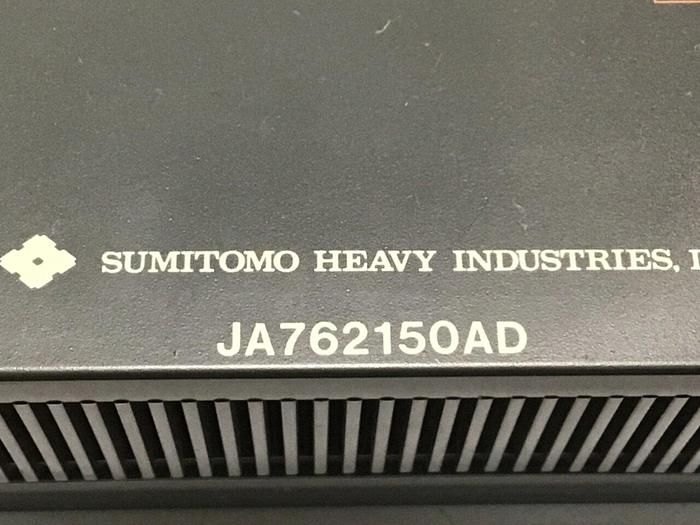 SUMITOMO HEAVY INDUSTRIES,
JA762150AD